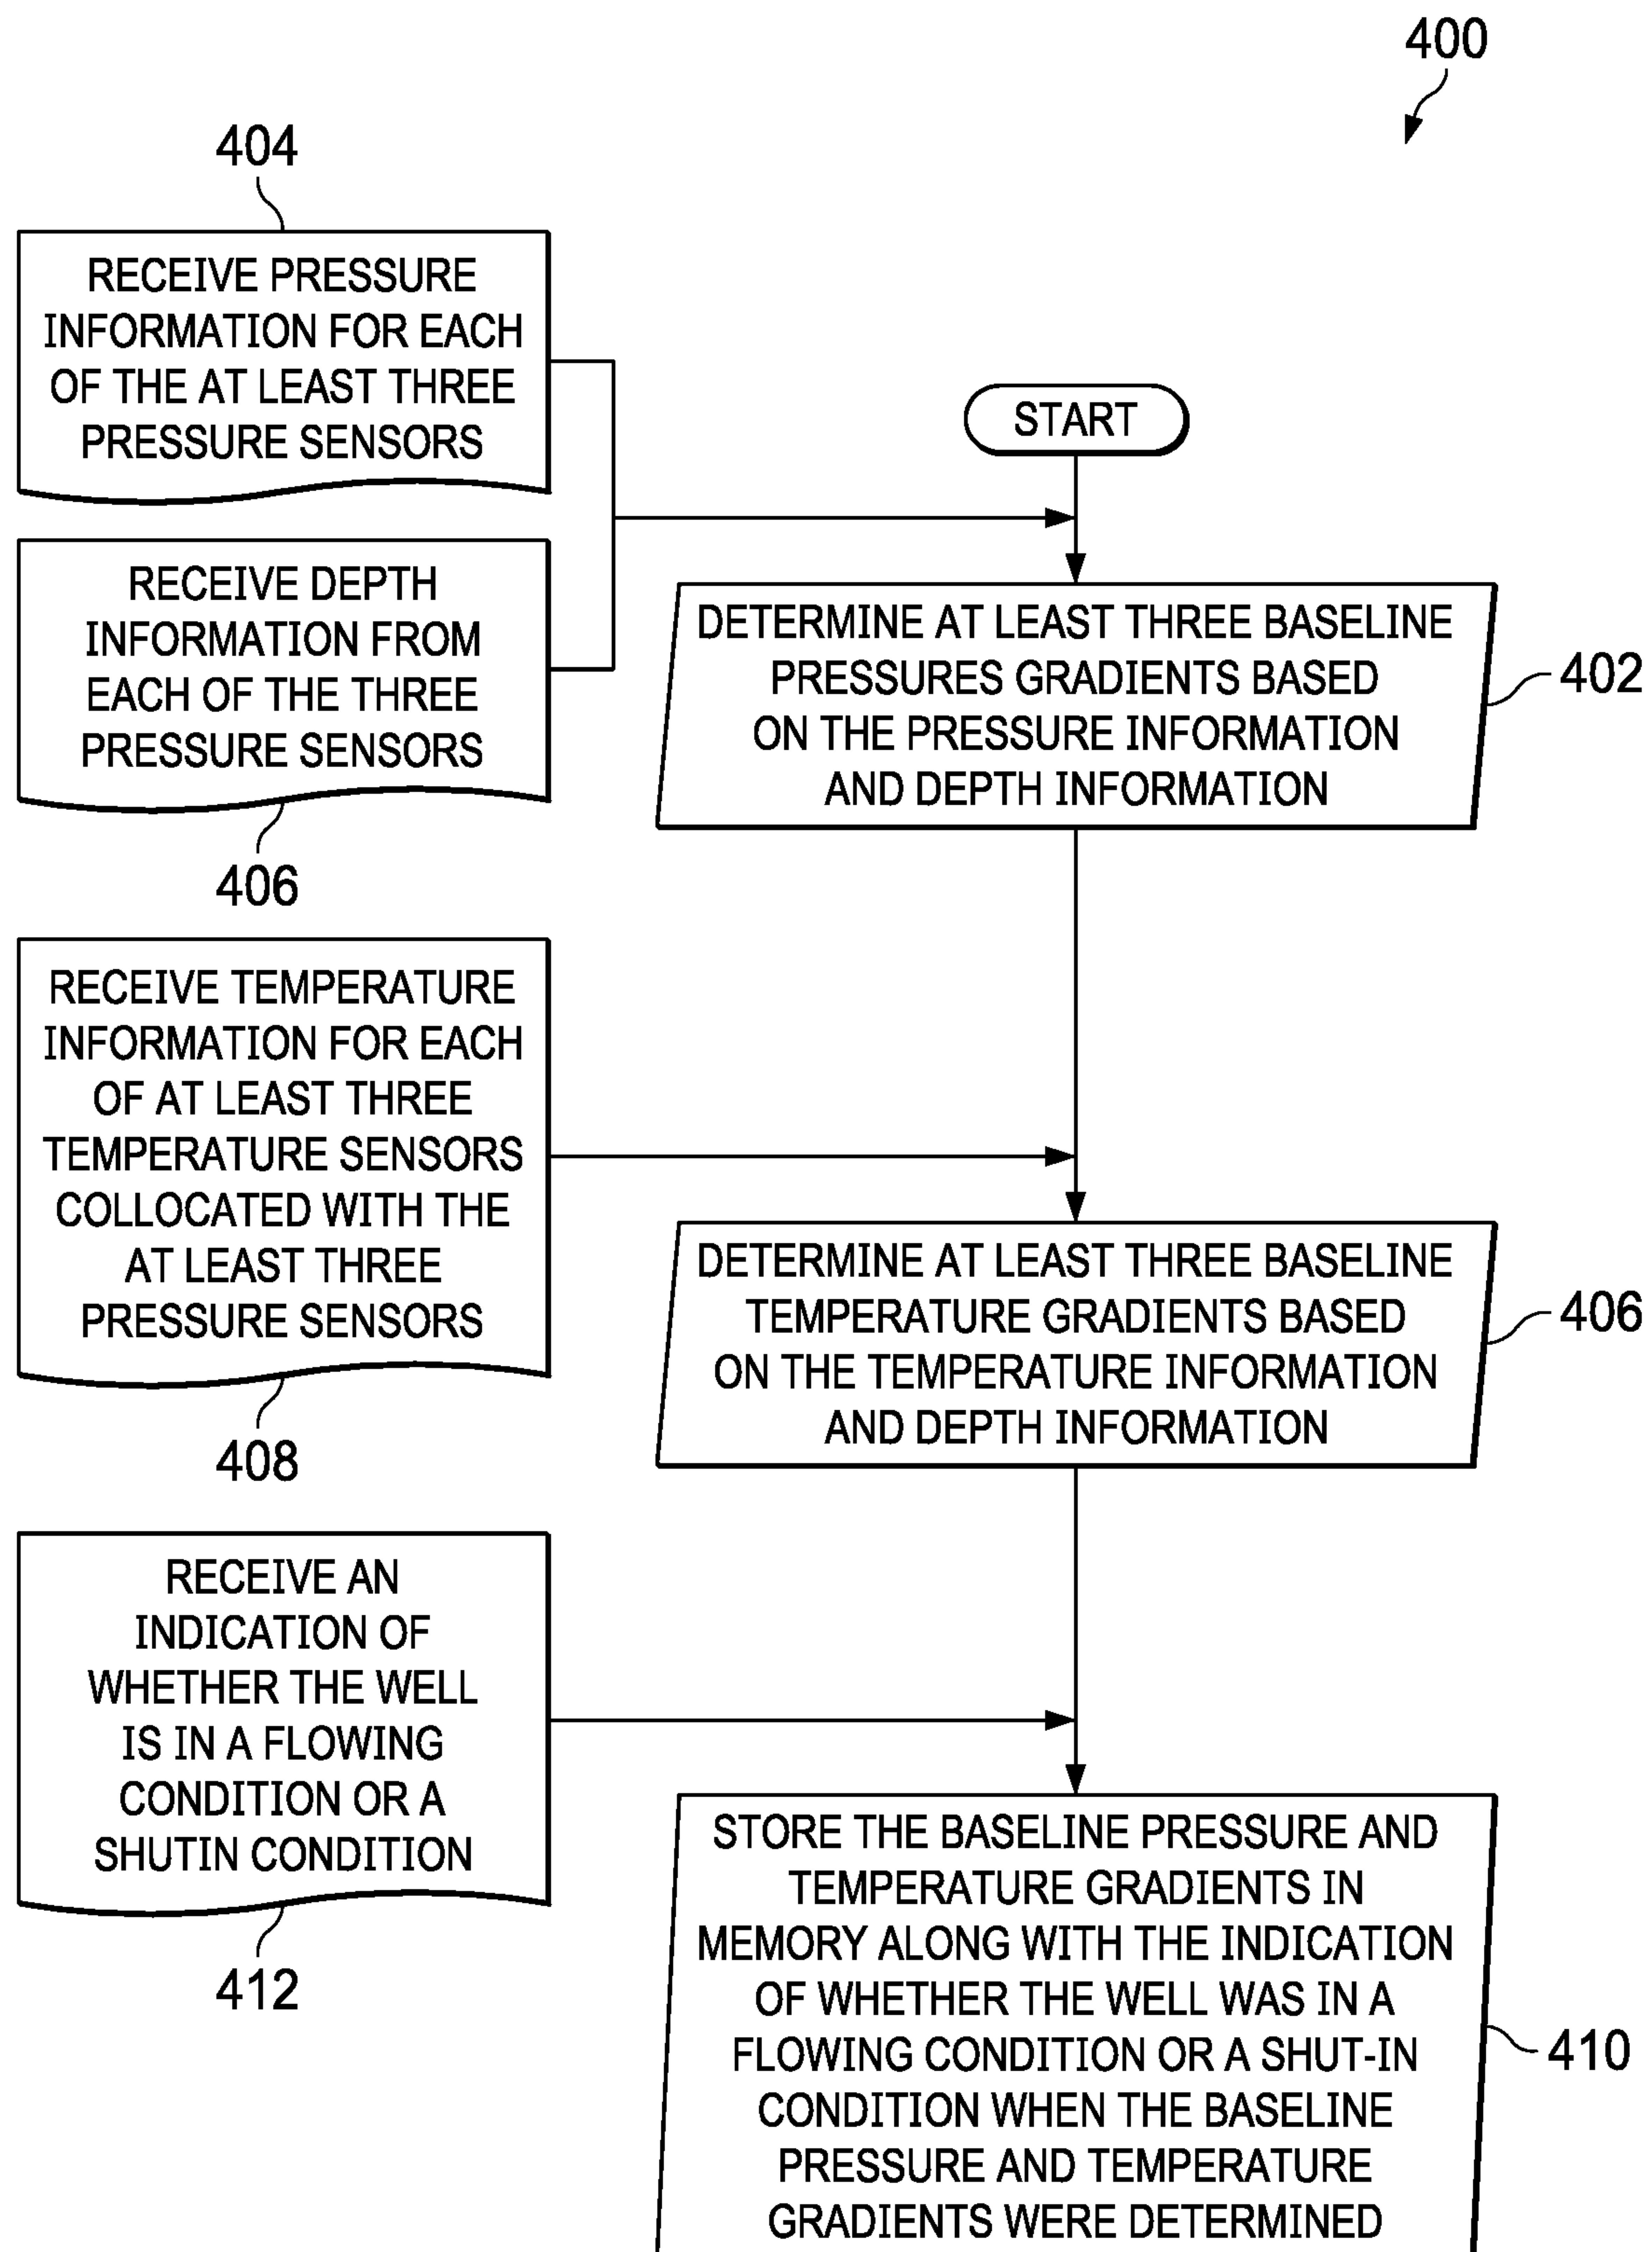 400
404
RECEIVE PRESSURE
INFORMATION FOR EACH
OF THE AT LEAST THREE
PRESSURE SENSORS
START
RECEIVE DEPTH
INFORMATION FROM
EACH OF THE THREE
PRESSURE SENSORS
406
DETERMINE AT LEAST THREE BASELINE
PRESSURES GRADIENTS BASED
ON THE PRESSURE INFORMATION
AND DEPTH INFORMATION
402
RECEIVE TEMPERATURE
INFORMATION FOR EACH
OF AT LEAST THREE
TEMPERATURE SENSORS
COLLOCATED WITH THE
AT LEAST THREE
PRESSURE SENSORS
408
DETERMINE AT LEAST THREE BASELINE
TEMPERATURE GRADIENTS BASED
ON THE TEMPERATURE INFORMATION
AND DEPTH INFORMATION
406
RECEIVE AN
INDICATION OF
WHETHER THE WELL
IS IN A FLOWING
CONDITION OR A
SHUTIN CONDITION
412
STORE THE BASELINE PRESSURE AND
TEMPERATURE GRADIENTS IN
MEMORY ALONG WITH THE INDICATION
OF WHETHER THE WELL WAS IN A
FLOWING CONDITION OR A SHUT-IN
CONDITION WHEN THE BASELINE
PRESSURE AND TEMPERATURE
GRADIENTS WERE DETERMINED
410